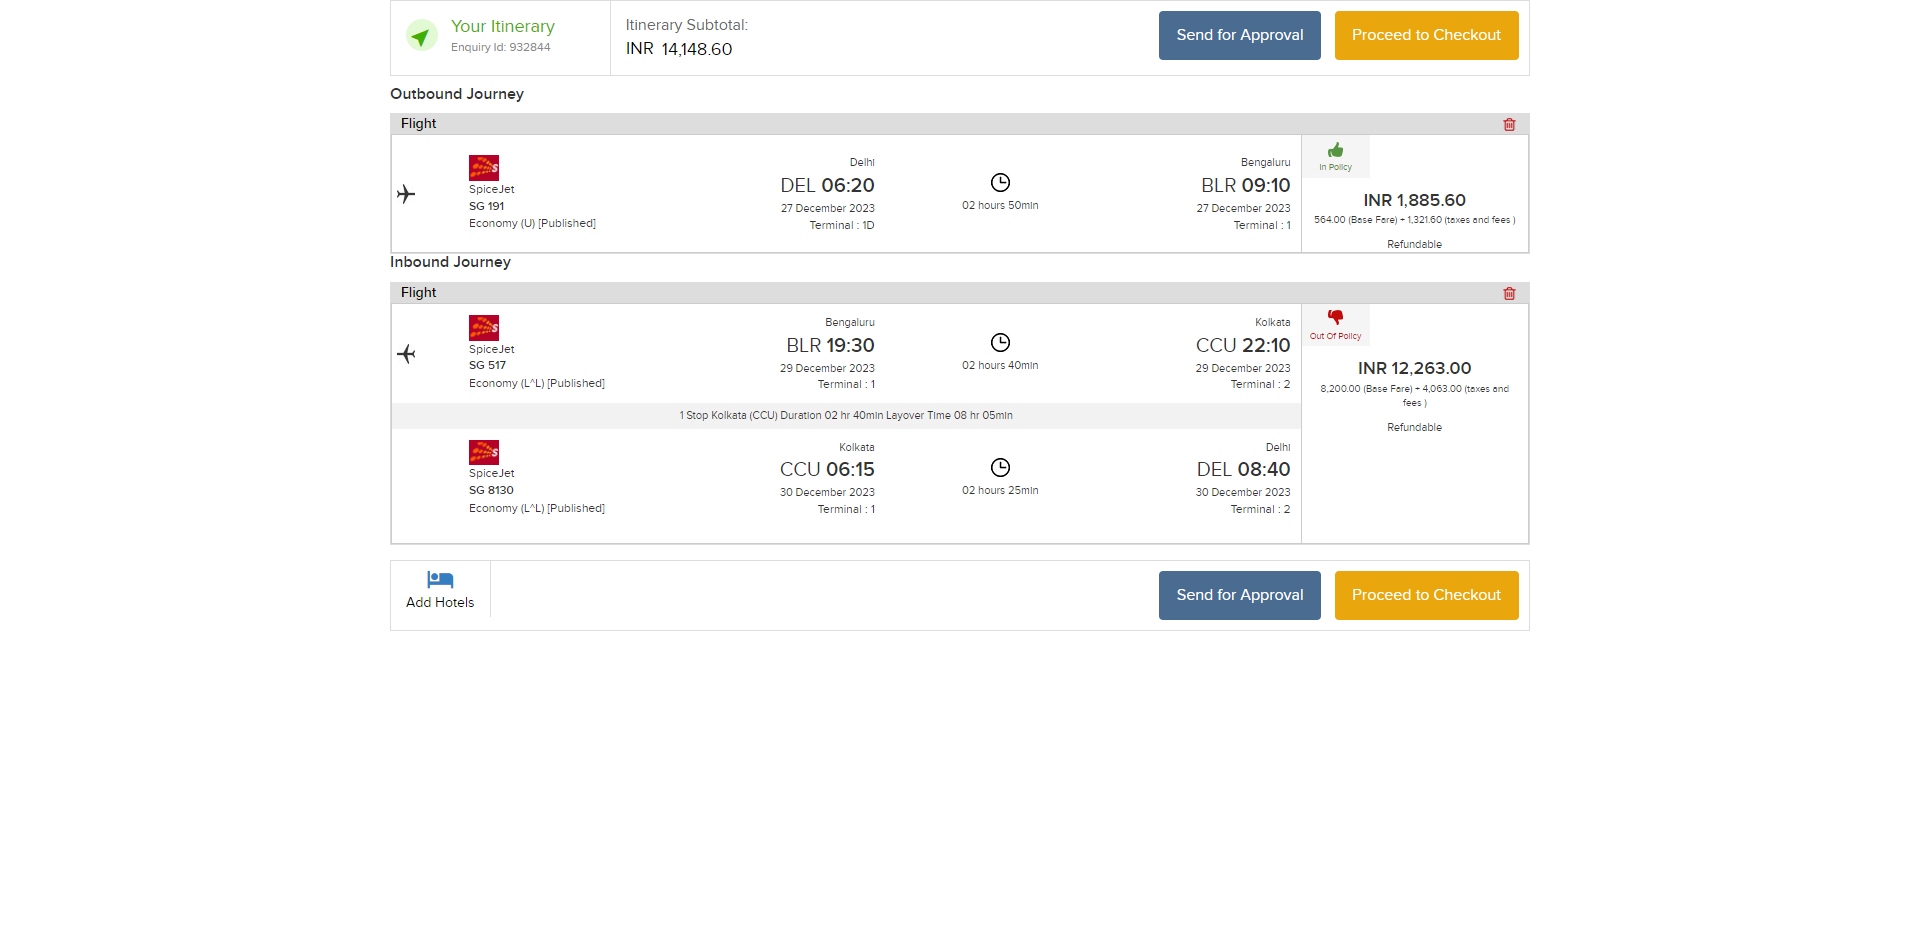 Your Itinerary
Enquiry Id: 932844
Itinerary Subtotal:
INR 14,148.60
Send for Approval
Proceed to Checkout
Outbound Journey
Flight
SpiceJet
SG 191
Economy (U) [Published]
Delhi
DEL 06:20
27 December 2023
Terminal : 1D
02 hours 50min
Bengaluru
BLR 09:10
27 December 2023
Terminal : 1
In Policy
INR 1,885.60
564.00 (Base Fare) + 1,321.60 (taxes and fees )
Refundable
Inbound Journey
Flight
SpiceJet
SG 517
Economy (L^L) [Published]
Bengaluru
BLR 19:30
29 December 2023
Terminal : 1
02 hours 40min
Kolkata
CCU 22:10
29 December 2023
Terminal : 2
Out Of Policy
INR 12,263.00
8,200.00 (Base Fare) + 4,063.00 (taxes and
fees )
Refundable
1 Stop Kolkata (CCU) Duration 02 hr 40min Layover Time 08 hr 05min
SpiceJet
SG 8130
Economy (L^L) [Published]
Kolkata
CCU 06:15
30 December 2023
Terminal : 1
02 hours 25min
Delhi
DEL 08:40
30 December 2023
Terminal : 2
Add Hotels
Send for Approval
Proceed to Checkout